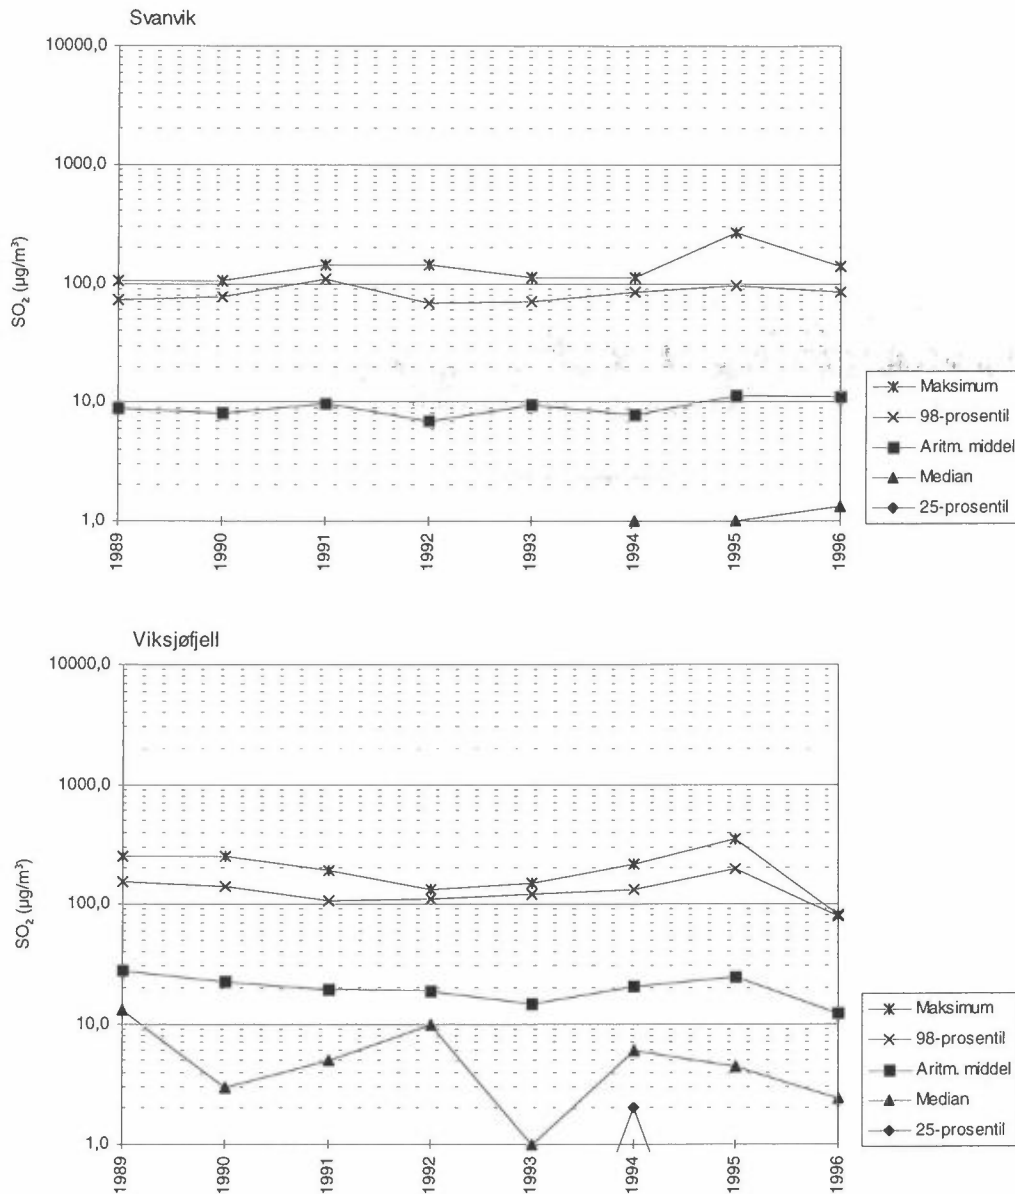 Svanvik
10000,0
1000,0
100,0
10,0
1,0
SO₂ (µg/m³)
1989
1990
1991
1992
1993
1994
1995
1996
Maksimum
98-prosentil
Aritm. middel
Median
25-prosentil
Viksjøfjell
10000,0
1000,0
100,0
10,0
1,0
SO₂ (µg/m³)
1989
1990
1991
1992
1993
1994
1995
1996
Maksimum
98-prosentil
Aritm. middel
Median
25-prosentil